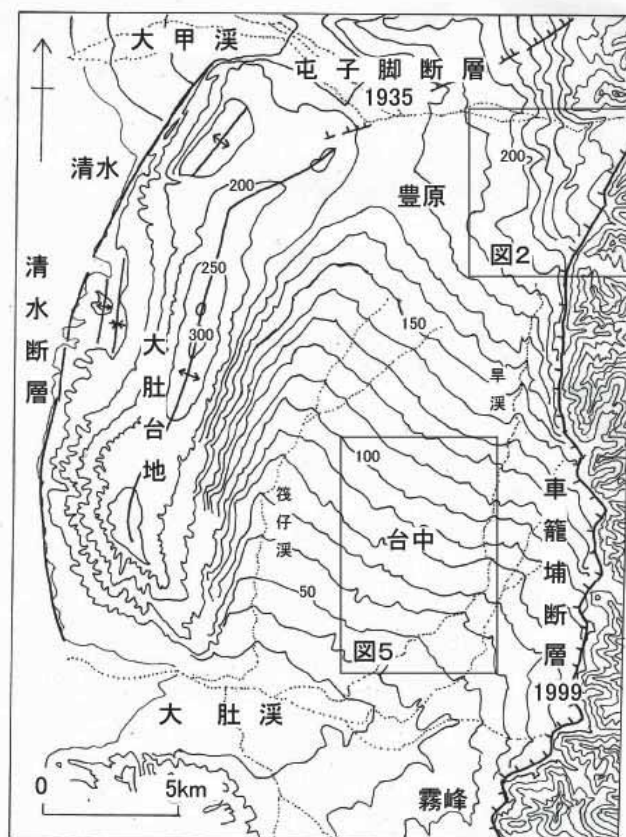 大甲渓
屯子脚断層
1935
清水
200
200
豊原
図2
清水断層
250
300
大肚台地
150
旱渓
100
筏仔渓
台中
車籠埔断層
50
図5
1999
大肚渓
0 5km
霧峰